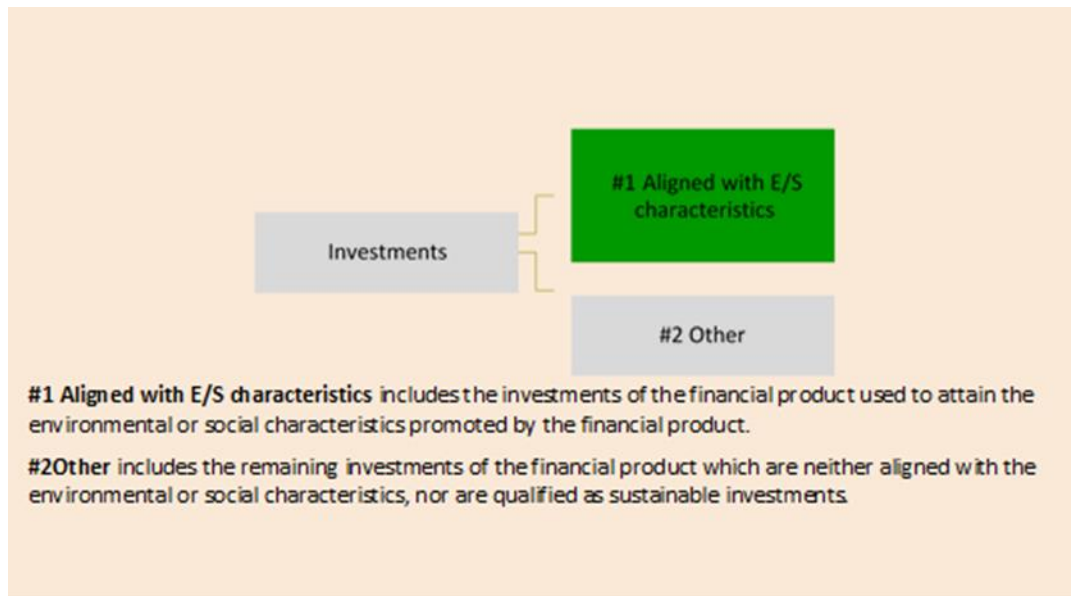 #1 Aligned with E/S
characteristics
Investments
#2 Other
#1 Aligned with E/S characteristics includes the investments of the financial product used to attain the
environmental or social characteristics promoted by the financial product.
#2Other includes the remaining investments of the financial product which are neither aligned with the
environmental or social characteristics, nor are qualified as sustainable investments.